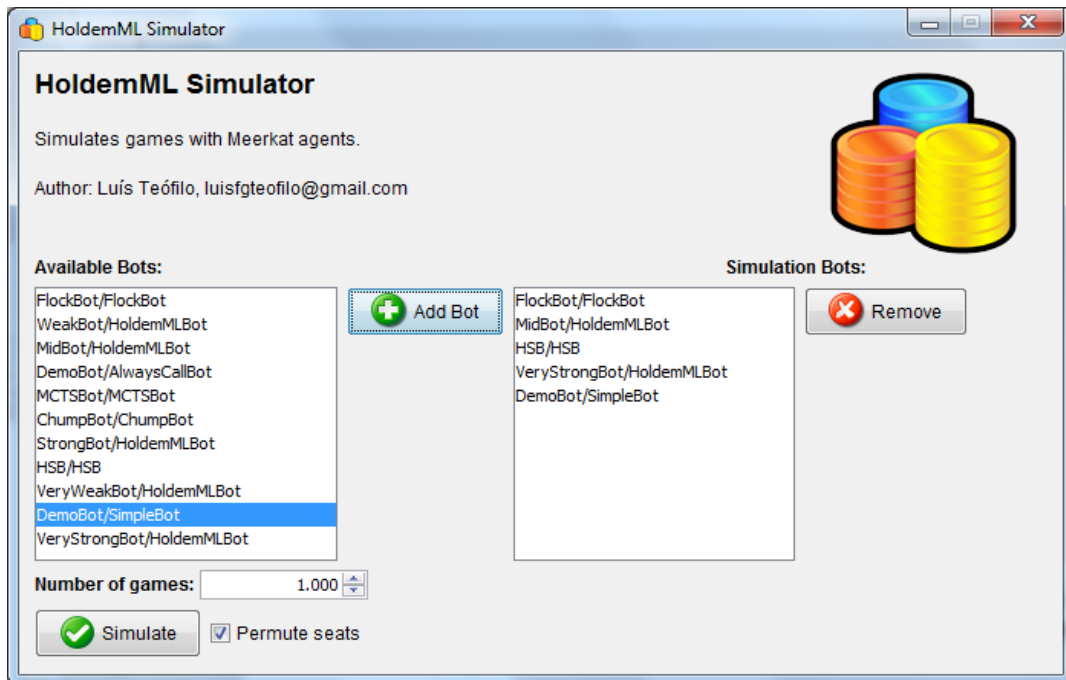 HoldemML Simulator
HoldemML Simulator
Simulates games with Meerkat agents.
Author: Luís Teófilo, luisfgteofilo@gmail.com
Available Bots:
FlockBot/FlockBot
WeakBot/HoldemMLBot
MidBot/HoldemMLBot
DemoBot/AlwaysCallBot
MCTSBot/MCTSBot
ChumpBot/ChumpBot
StrongBot/HoldemMLBot
HSB/HSB
VeryWeakBot/HoldemMLBot
DemoBot/SimpleBot
VeryStrongBot/HoldemMLBot
Add Bot
Simulation Bots:
FlockBot/FlockBot
MidBot/HoldemMLBot
HSB/HSB
VeryStrongBot/HoldemMLBot
DemoBot/SimpleBot
Remove
Number of games: 1.000
Simulate Permute seats